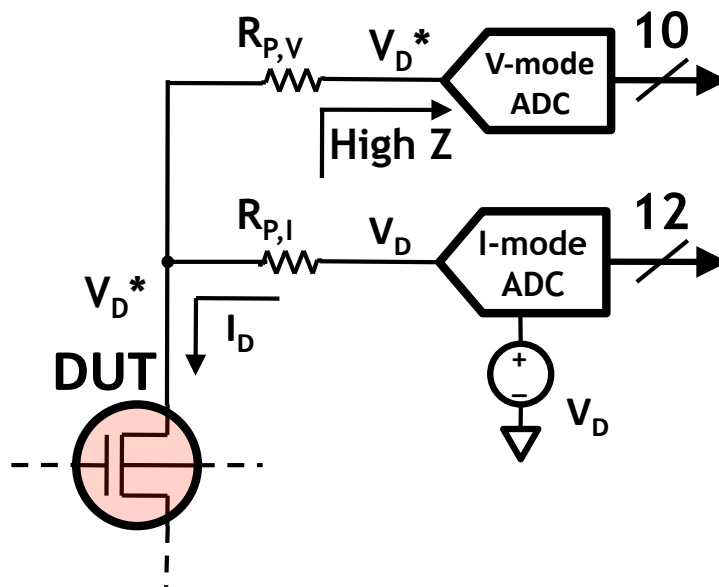 R_P,V
V_D*
V-mode
ADC
10
High Z
R_P,I
V_D
I-mode
ADC
12
V_D*
I_D
DUT
+
−
V_D